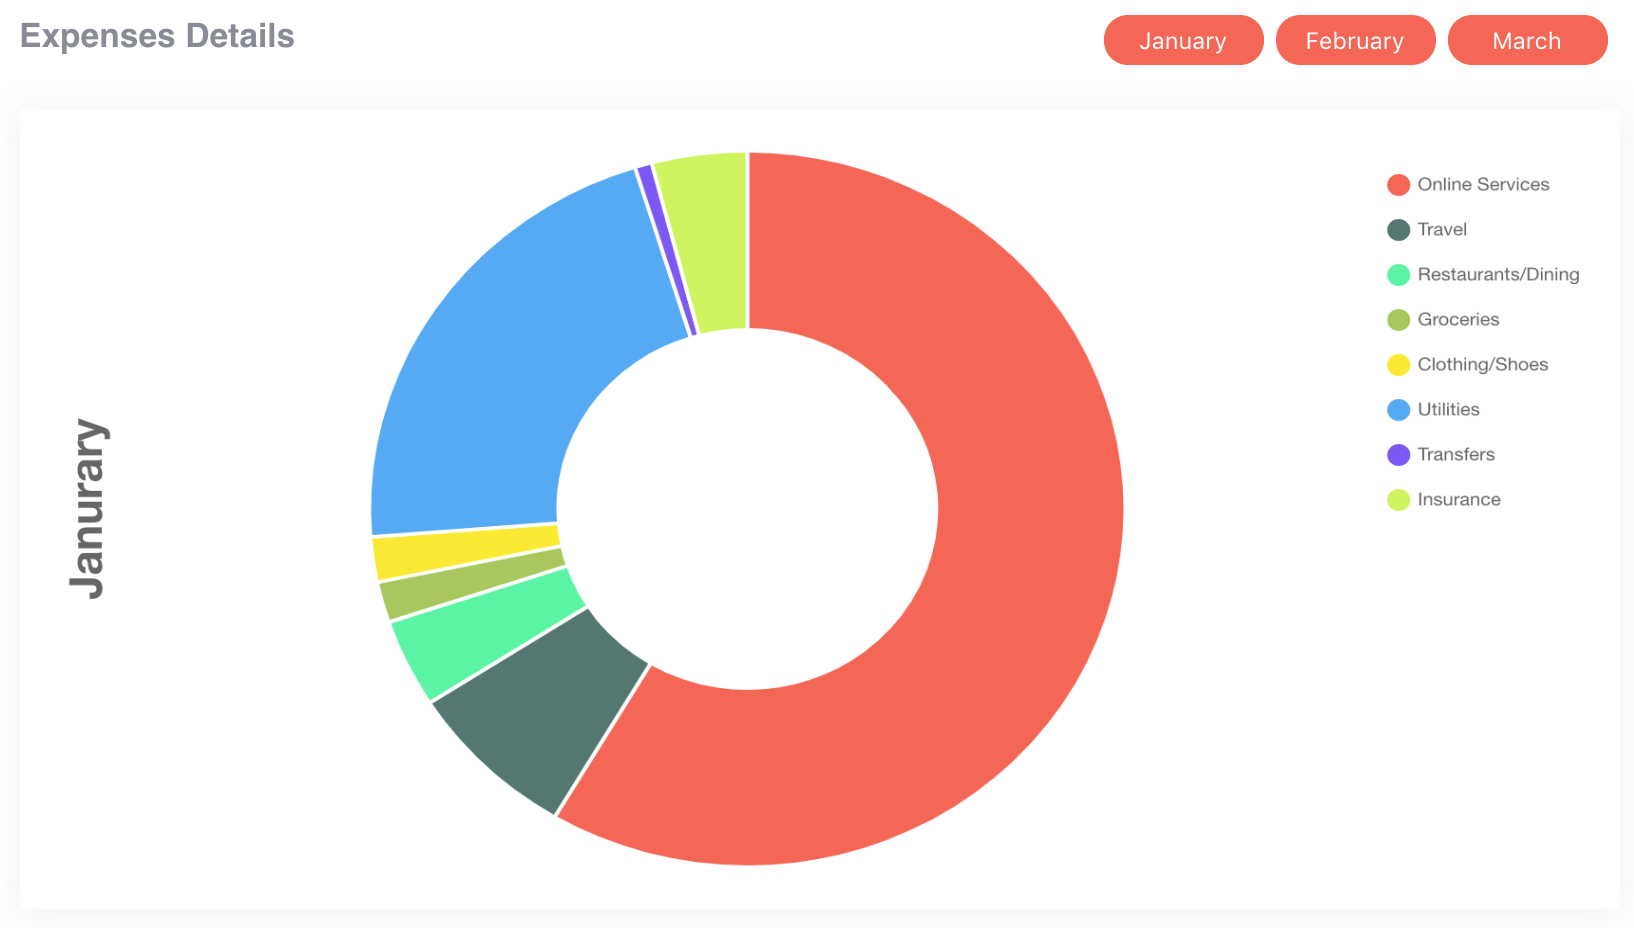 Expenses Details
January
February
March
Janurary
Online Services
Travel
Restaurants/Dining
Groceries
Clothing/Shoes
Utilities
Transfers
Insurance